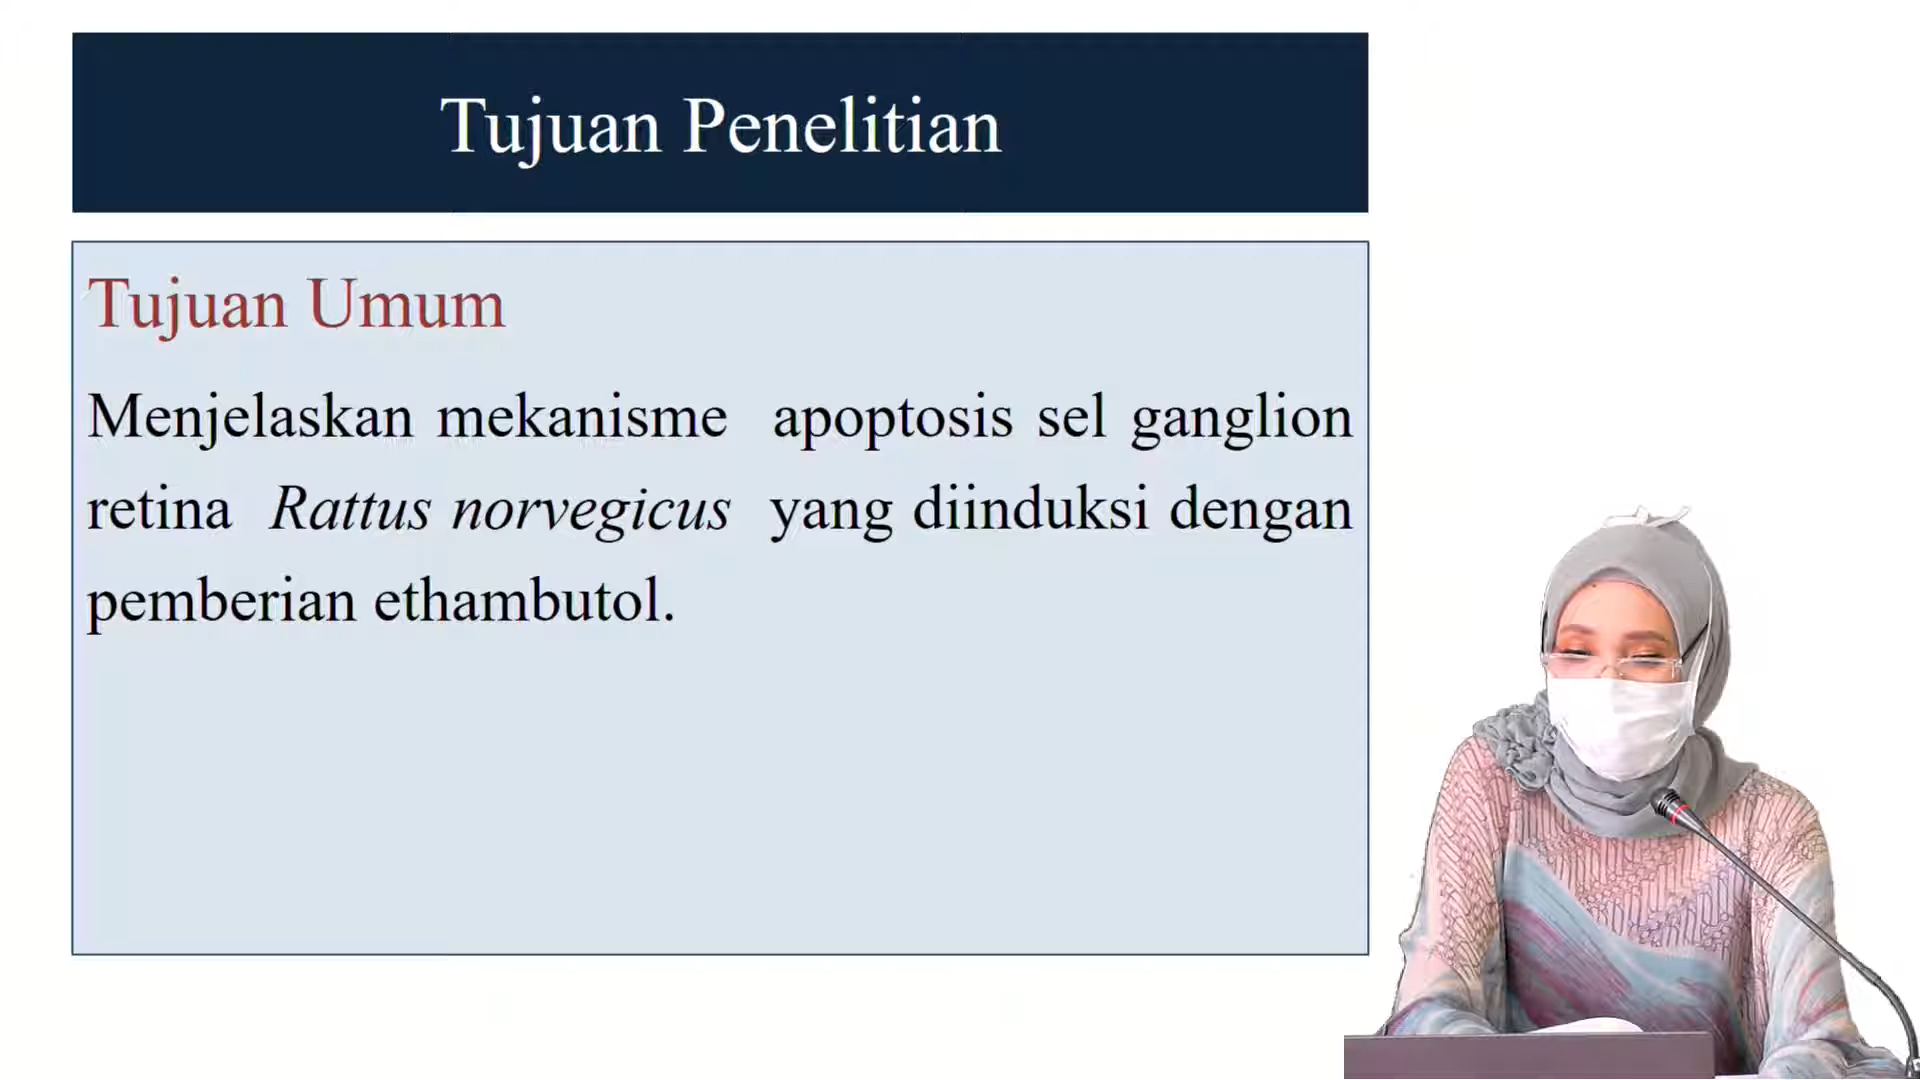 Tujuan Penelitian
Tujuan Umum
Menjelaskan mekanisme apoptosis sel ganglion
retina Rattus norvegicus yang diinduksi dengan
pemberian ethambutol.